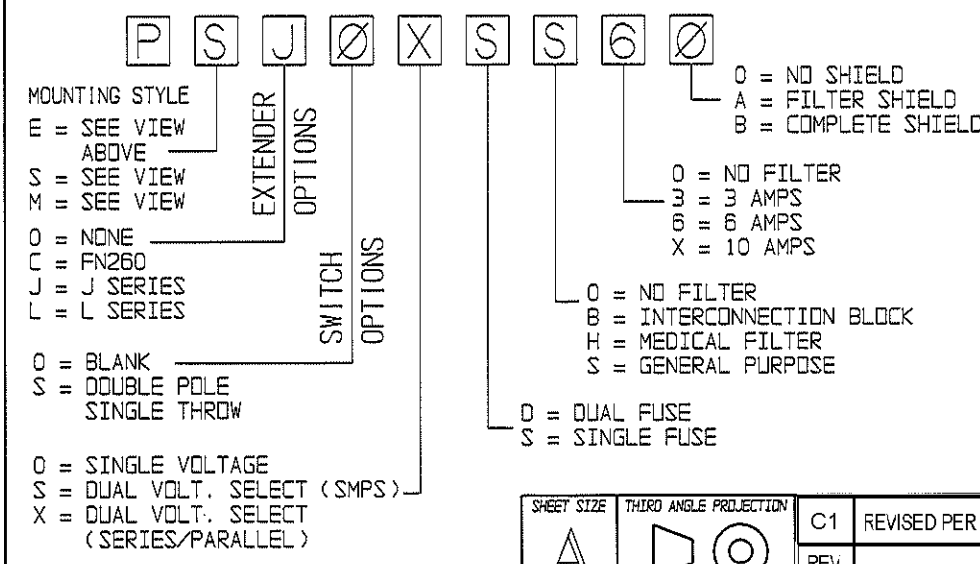 P S J Ø X S S 6 Ø
0 = NO SHIELD
A = FILTER SHIELD
B = COMPLETE SHIELD
MOUNTING STYLE
E = SEE VIEW
ABOVE
S = SEE VIEW
M = SEE VIEW
EXTENDER
OPTIONS
0 = NO FILTER
3 = 3 AMPS
6 = 6 AMPS
X = 10 AMPS
0 = NONE
C = FN260
J = J SERIES
L = L SERIES
SWITCH
OPTIONS
0 = NO FILTER
B = INTERCONNECTION BLOCK
H = MEDICAL FILTER
S = GENERAL PURPOSE
0 = BLANK
S = DOUBLE POLE
SINGLE THROW
D = DUAL FUSE
S = SINGLE FUSE
0 = SINGLE VOLTAGE
S = DUAL VOLT. SELECT (SMPS)
X = DUAL VOLT. SELECT
(SERIES/PARALLEL)
SHEET SIZE
A
THIRD ANGLE PROJECTION
C1 REVISED PER
REV